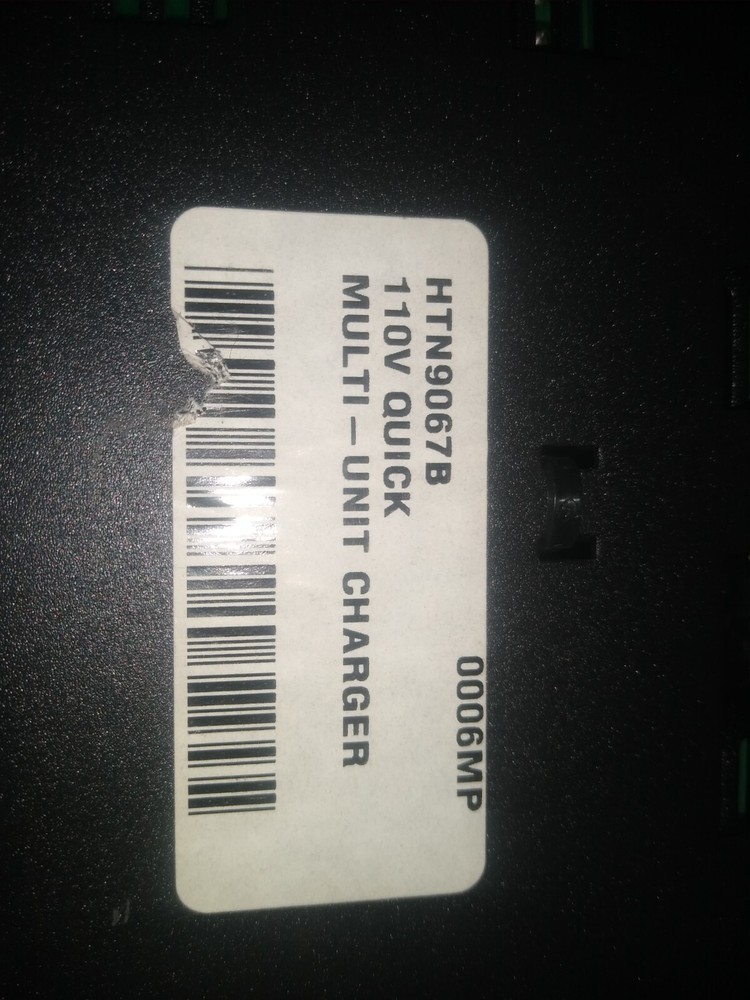 0006MP
HTN9067B
110V QUICK
MULTI-UNIT CHARGER